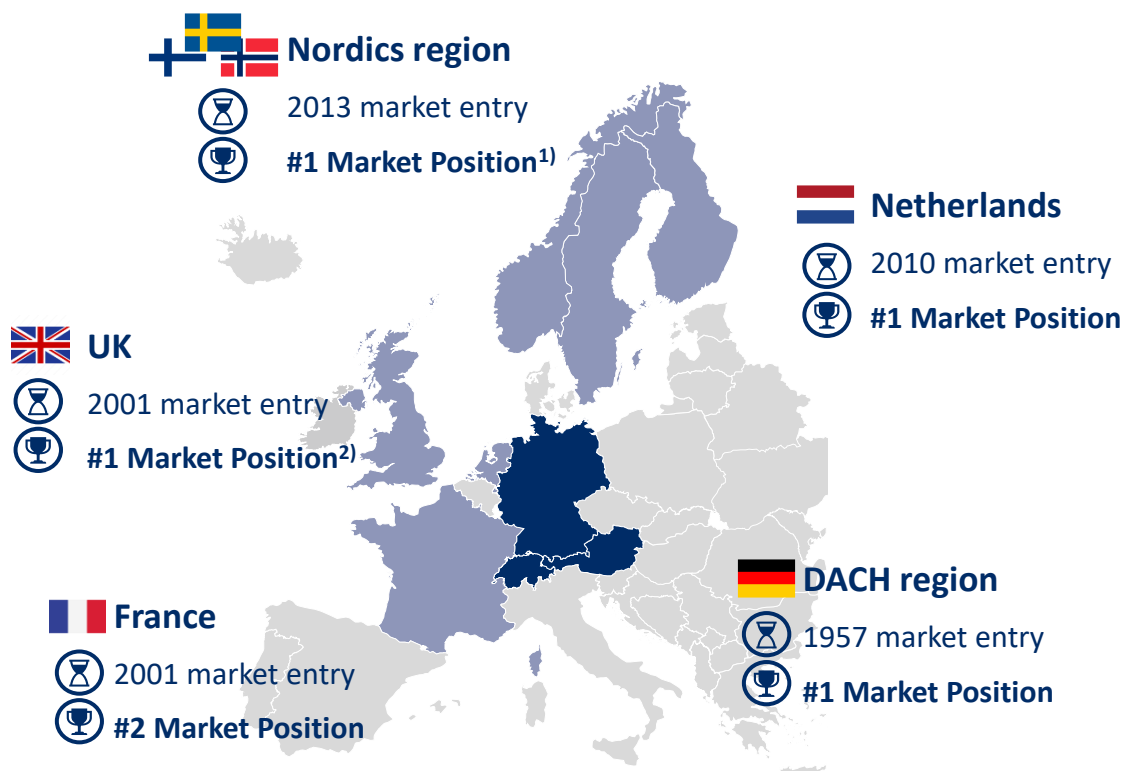 Nordics region
2013 market entry
#1 Market Position1)
Netherlands
2010 market entry
#1 Market Position
UK
2001 market entry
#1 Market Position2)
DACH region
1957 market entry
#1 Market Position
France
2001 market entry
#2 Market Position